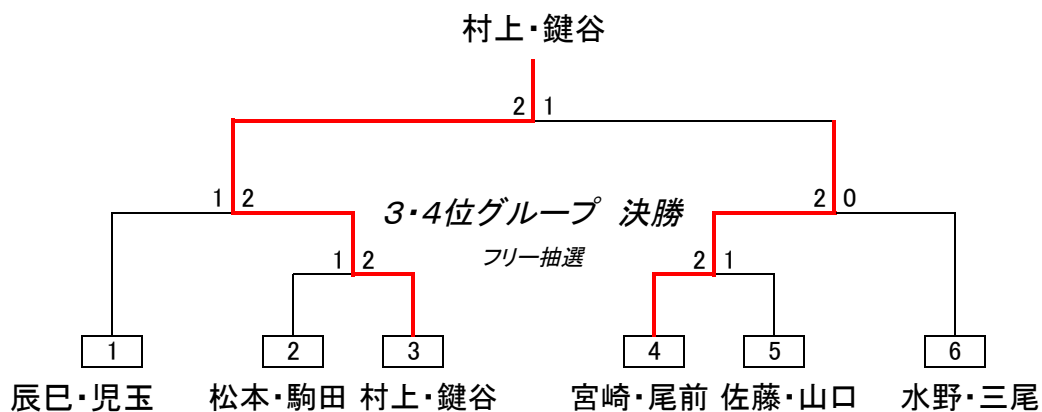 村上・鍵谷
2 1
1 2
3・4位グループ 決勝
2 0
フリー抽選
1 2
2 1
1 2 3 4 5 6
辰巳・児玉 松本・駒田 村上・鍵谷 宮崎・尾前 佐藤・山口 水野・三尾